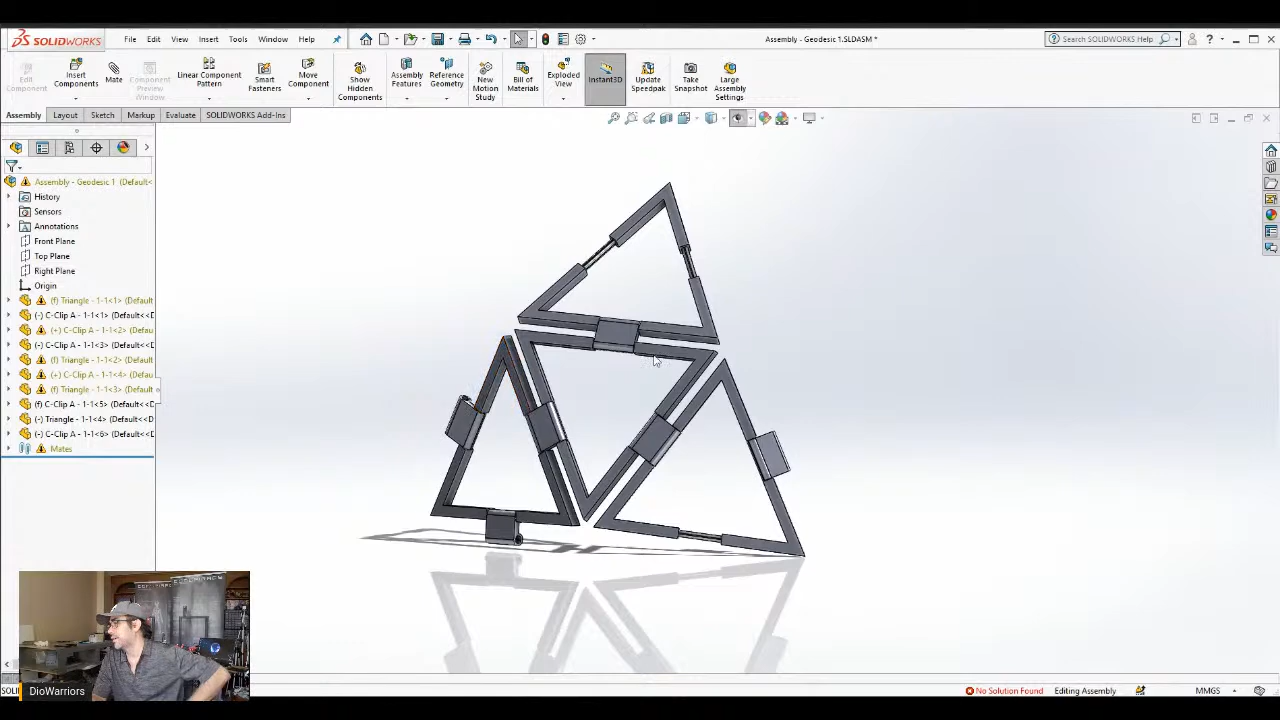 SOLIDWORKS File Edit View Insert Tools Window Help Assembly - Geodesic 1.SLDASM * Search SOLIDWORKS Help
Edit Component
Insert Components
Mate
Component Preview Window
Linear Component Pattern
Smart Fasteners
Move Component
Show Hidden Components
Assembly Features
Reference Geometry
New Motion Study
Bill of Materials
Exploded View
Instant3D
Update Speedpak
Take Snapshot
Large Assembly Settings
Assembly Layout Sketch Markup Evaluate SOLIDWORKS Add-Ins
Assembly - Geodesic 1 (Default<
History
Sensors
Annotations
Front Plane
Top Plane
Right Plane
Origin
(f) Triangle - 1-1<1> (Default
(-) C-Clip A - 1-1<1> (Default
(+) C-Clip A - 1-1<2> (Defau
(-) C-Clip A - 1-1<3> (Default
(f) Triangle - 1-1<2> (Default
(+) C-Clip A - 1-1<4> (Defau
(f) Triangle - 1-1<3> (Default
(f) C-Clip A - 1-1<5> (Default<
(-) Triangle - 1-1<4> (Default<<D
(-) C-Clip A - 1-1<6> (Default<<D
Mates
DioWarriors
No Solution Found Editing Assembly MMGS